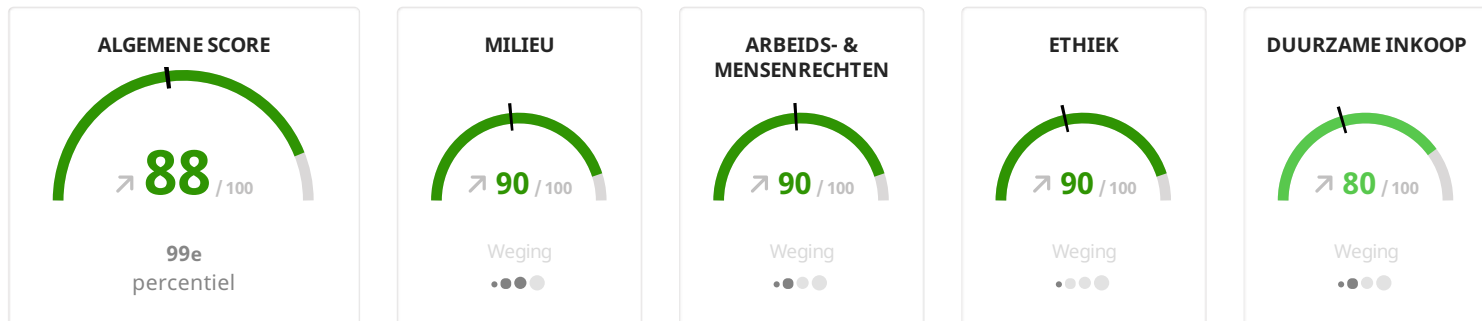 ALGEMENE SCORE
88 / 100
99e
percentiel
MILIEU
90 / 100
Weging
ARBEIDS- &
MENSENRECHTEN
90 / 100
Weging
ETHIEK
90 / 100
Weging
DUURZAME INKOOP
80 / 100
Weging